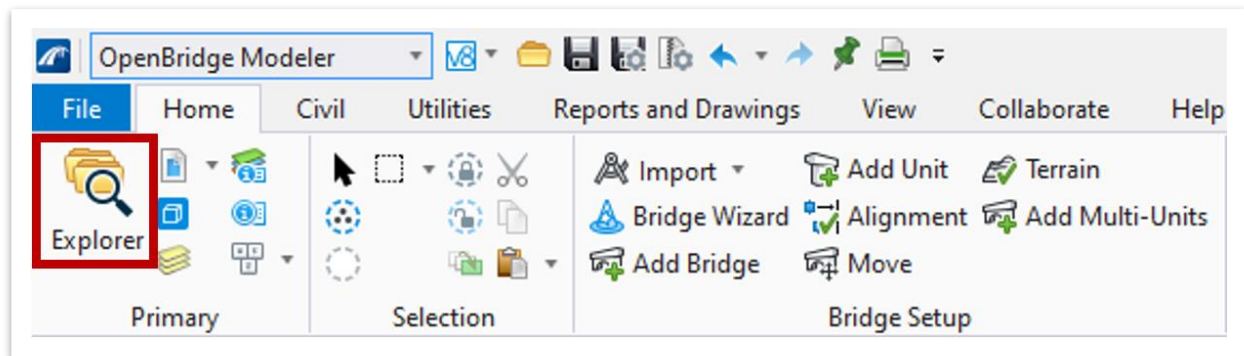 OpenBridge Modeler V8
File Home Civil Utilities Reports and Drawings View Collaborate Help
Import Add Unit Terrain
Explorer Bridge Wizard Alignment Add Multi-Units
Add Bridge Move
Primary Selection Bridge Setup